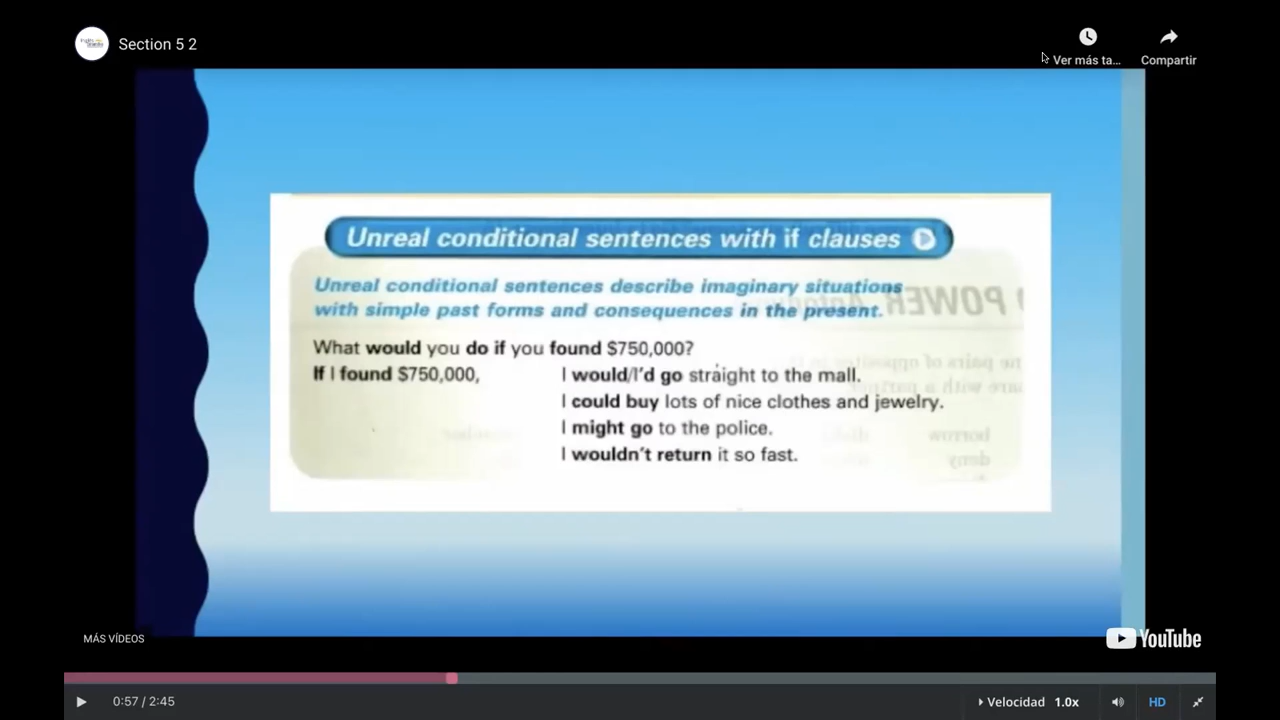 Section 5 2
Ver más ta...
Compartir
Unreal conditional sentences with if clauses
Unreal conditional sentences describe imaginary situations
with simple past forms and consequences in the present.
What would you do if you found $750,000?
If I found $750,000, I would/I'd go straight to the mall.
I could buy lots of nice clothes and jewelry.
I might go to the police.
I wouldn't return it so fast.
MÁS VÍDEOS
YouTube
0:57 / 2:45
Velocidad 1.0x
HD